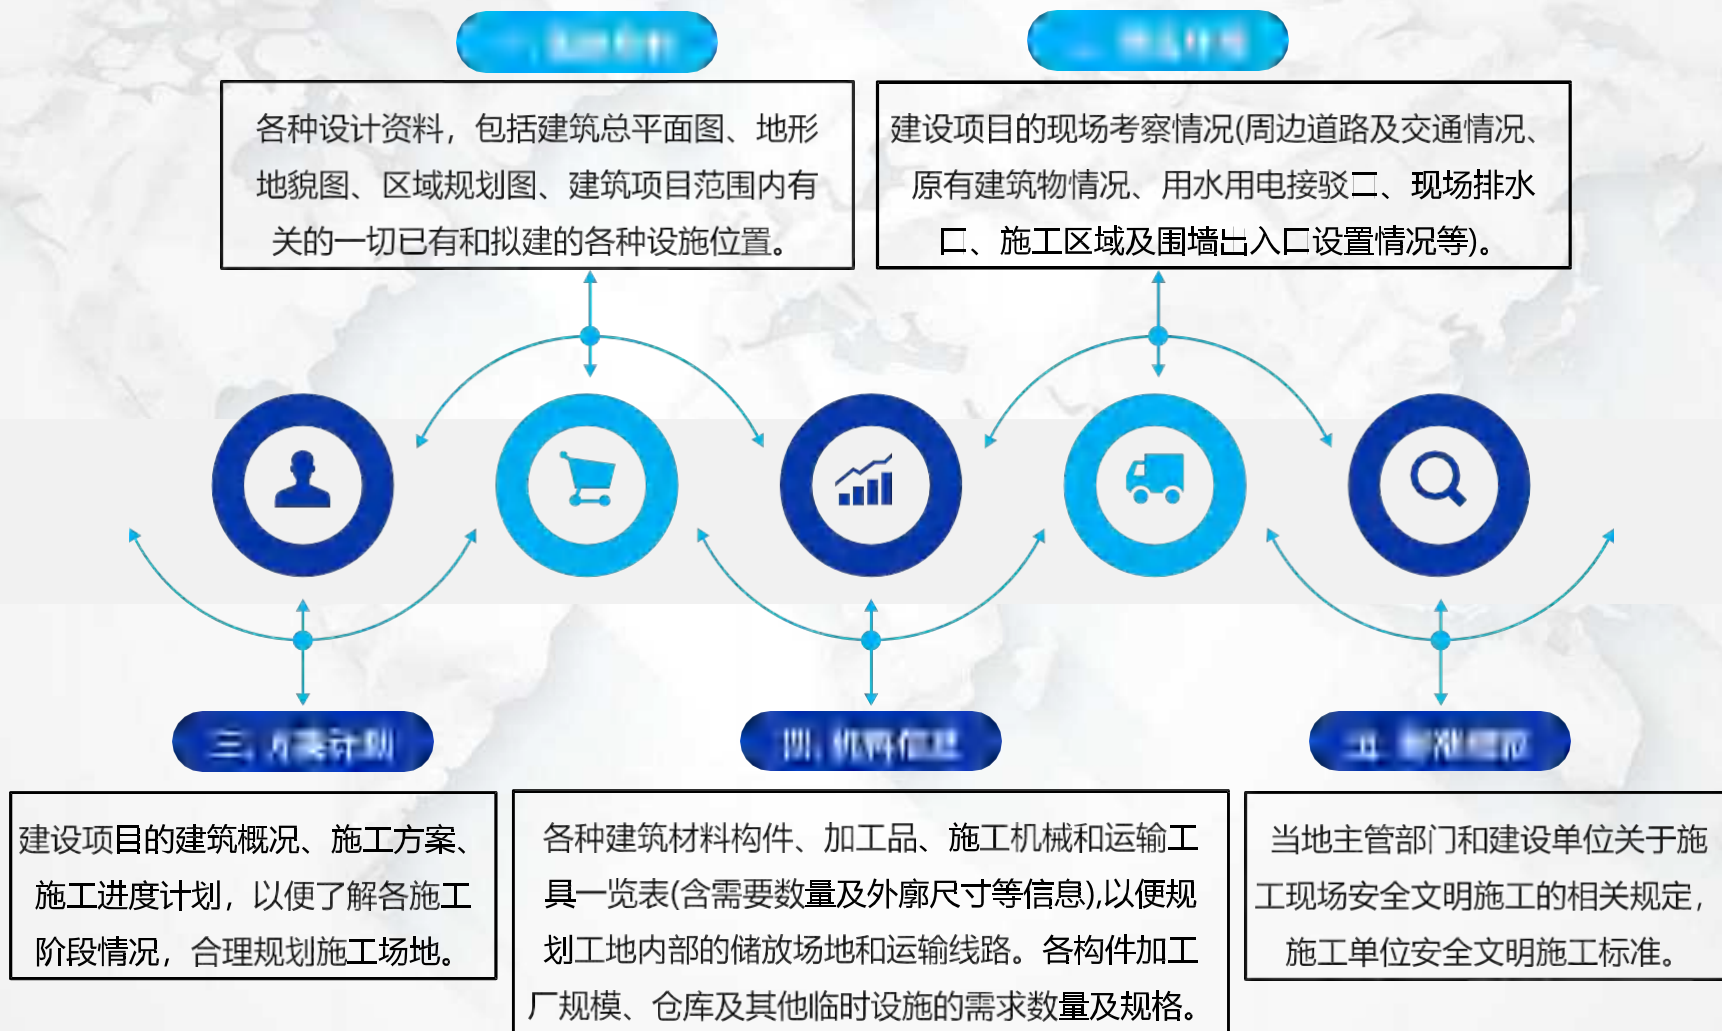 各种设计资料，包括建筑总平面图、地形
地貌图、区域规划图、建筑项目范围内有
关的一切已有和拟建的各种设施位置。
建设项目的现场考察情况(周边道路及交通情况、
原有建筑物情况、用水用电接驳口、现场排水
口、施工区域及围墙出入口设置情况等)。
三. 方案计划
建设项目的建筑概况、施工方案、
施工进度计划，以便了解各施工
阶段情况，合理规划施工场地。
各种建筑材料构件、加工品、施工机械和运输工
具一览表(含需要数量及外廓尺寸等信息),以便规
划工地内部的储放场地和运输线路。各构件加工
厂规模、仓库及其他临时设施的需求数量及规格。
当地主管部门和建设单位关于施
工现场安全文明施工的相关规定，
施工单位安全文明施工标准。